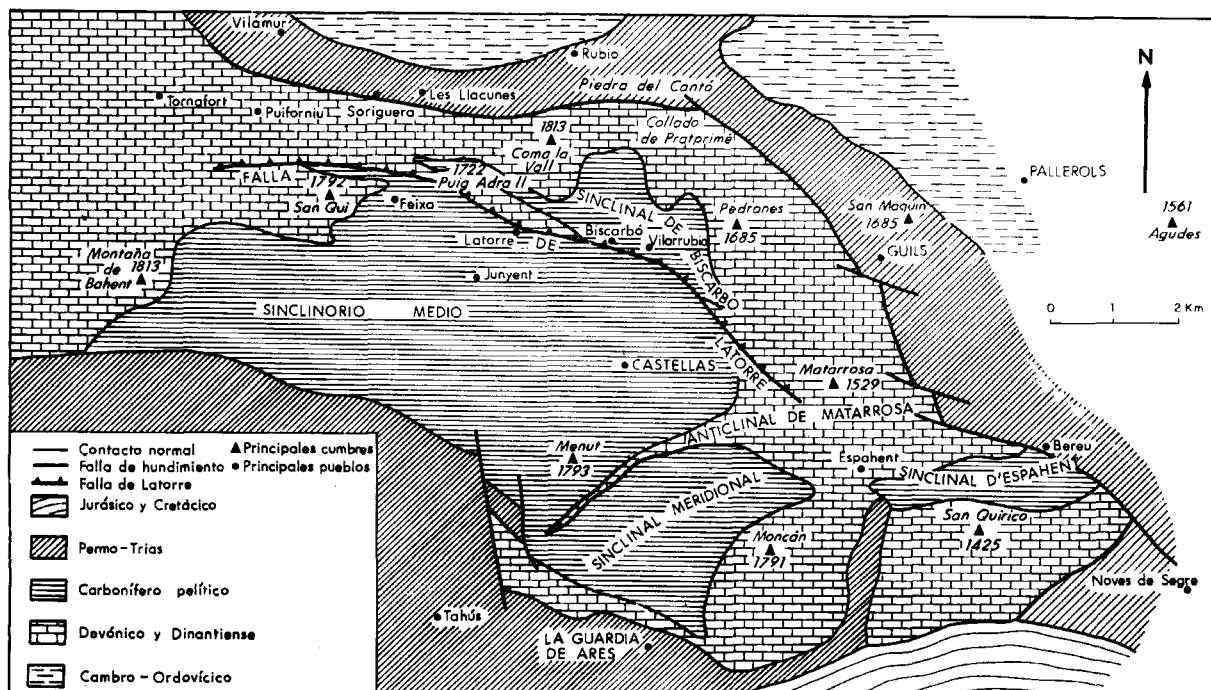 Vilamur
Rubio
N
Piedra del Cantó
Les Llacunes
Tornafort
Puiforniu
Soriguera
1813
Coma la
Vall
Collado
de Pratprimé
PALLEROLS
FALLA
1722
Puig Adra II
1792
San Gui
Feixa
SINCLINAL DE BISCARBO
Pedrones
1685
San Maquin
1685
1561
Agudes
Latorre
DE
Biscarbó
Vilarrubio
GUILS
Montaña
de 1813
Bahent
Junyent
SINCLINORIO MEDIO
0 2 Km
LATORRE
CASTELLAS
Matarrosa
1529
ANTICLINAL DE MATARROSA
Menut
1793
Espahent
Bereu
SINCLINAL D'ESPAHENT
SINCLINAL MERIDIONAL
San Quirico
1425
Moncán
1791
Noves de Segre
Tahús
LA GUARDIA
DE ARES
Contacto normal ▲ Principales cumbres
Falla de hundimiento • Principales pueblos
Falla de Latorre
Jurásico y Cretácico
Permo-Trias
Carbonífero pelítico
Devónico y Dinantiense
Cambro-Ordovícico